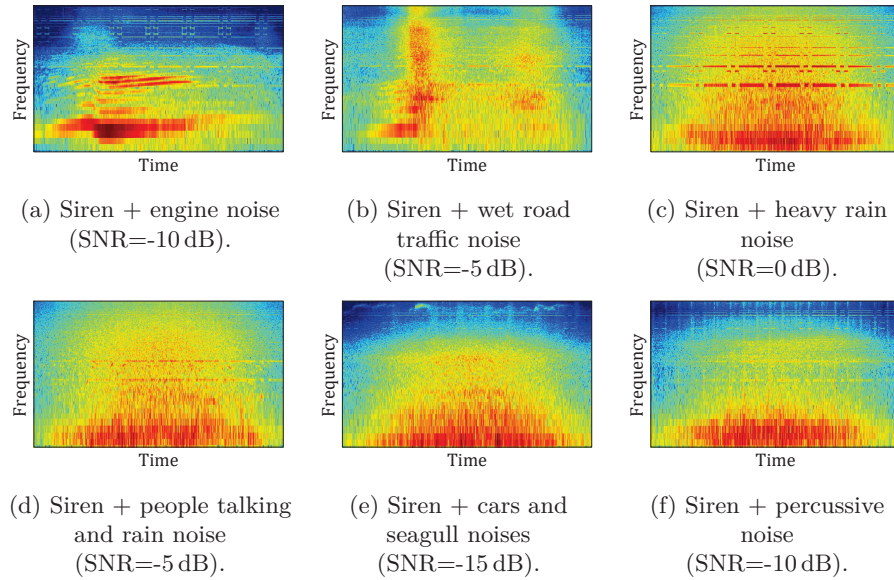 Frequency
Time
Frequency
Time
Frequency
Time
(a) Siren + engine noise
(SNR=-10 dB).
(b) Siren + wet road
traffic noise
(SNR=-5 dB).
(c) Siren + heavy rain
noise
(SNR=0 dB).
Frequency
Time
Frequency
Time
Frequency
Time
(d) Siren + people talking
and rain noise
(SNR=-5 dB).
(e) Siren + cars and
seagull noises
(SNR=-15 dB).
(f) Siren + percussive
noise
(SNR=-10 dB).